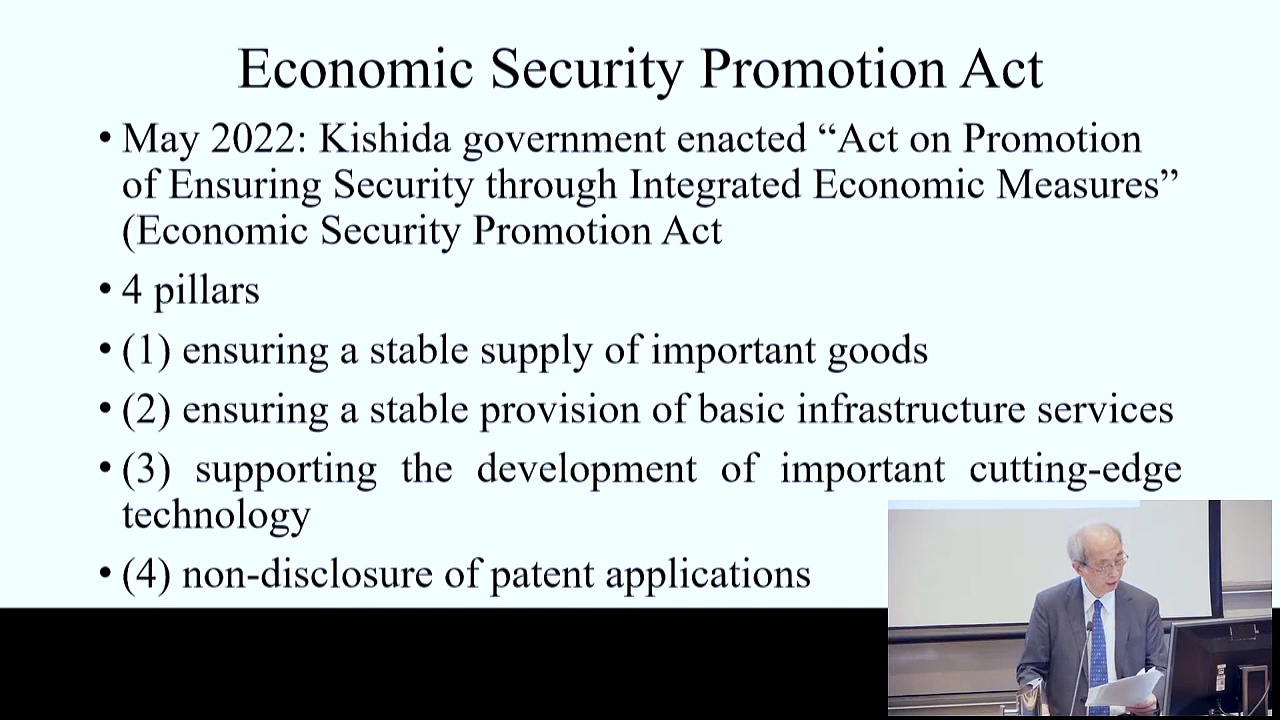 Economic Security Promotion Act
• May 2022: Kishida government enacted “Act on Promotion
of Ensuring Security through Integrated Economic Measures”
(Economic Security Promotion Act
• 4 pillars
• (1) ensuring a stable supply of important goods
• (2) ensuring a stable provision of basic infrastructure services
• (3) supporting the development of important cutting-edge
technology
• (4) non-disclosure of patent applications